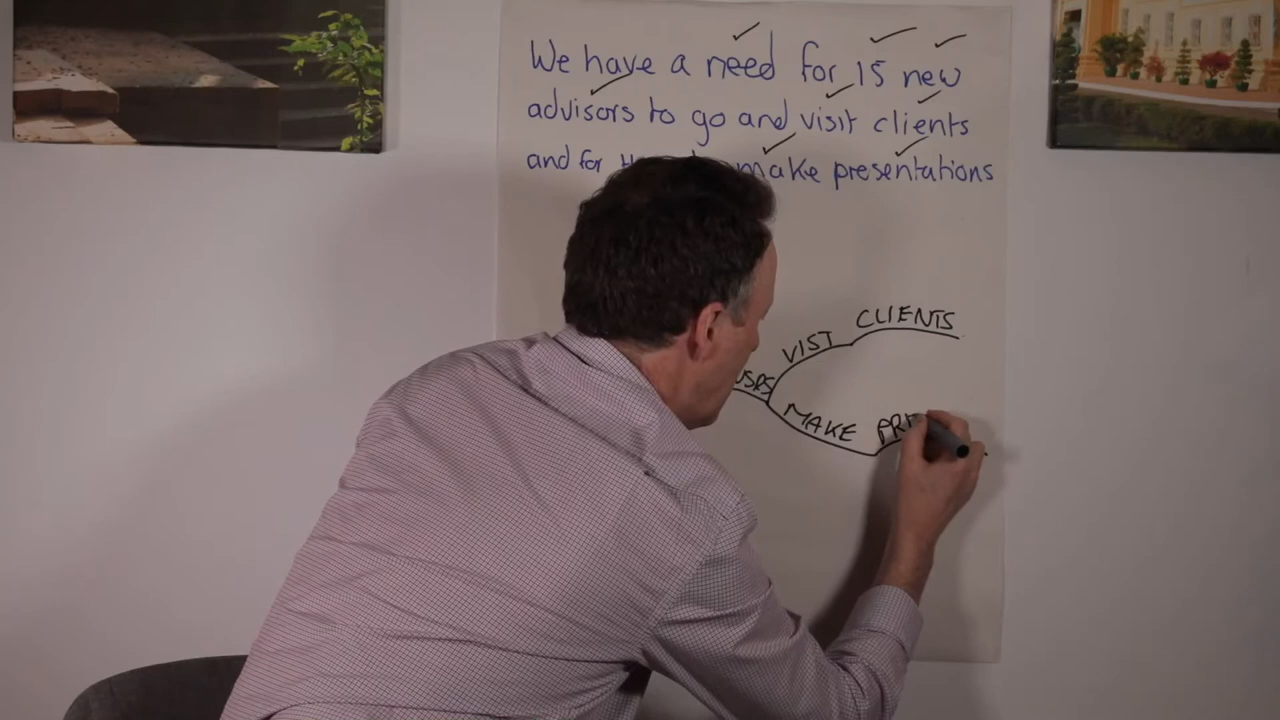 We have a need for 15 new
advisors to go and visit clients
and for make presentations
CLIENTS
VIST
MAKE